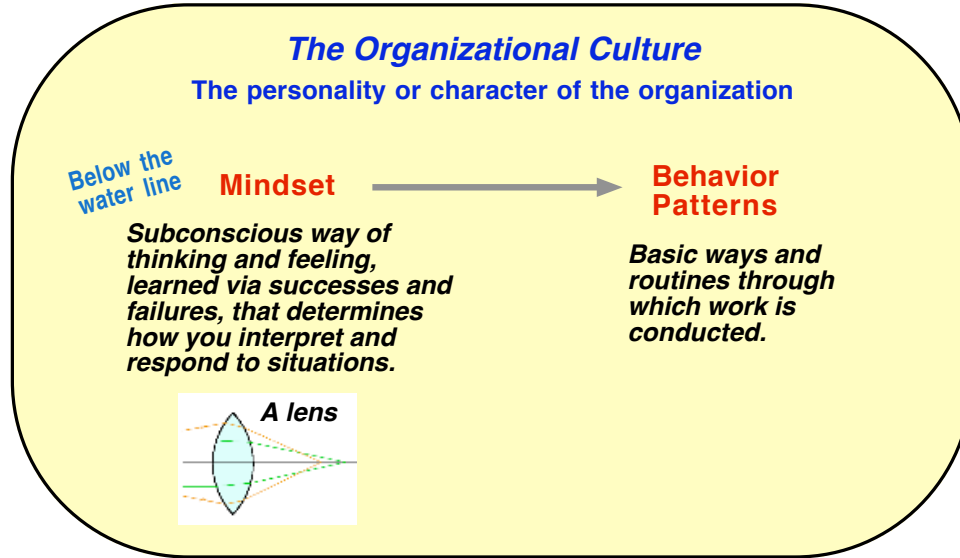 The Organizational Culture
The personality or character of the organization
Below the
water line
Mindset
Subconscious way of
thinking and feeling,
learned via successes and
failures, that determines
how you interpret and
respond to situations.
A lens
Behavior
Patterns
Basic ways and
routines through
which work is
conducted.